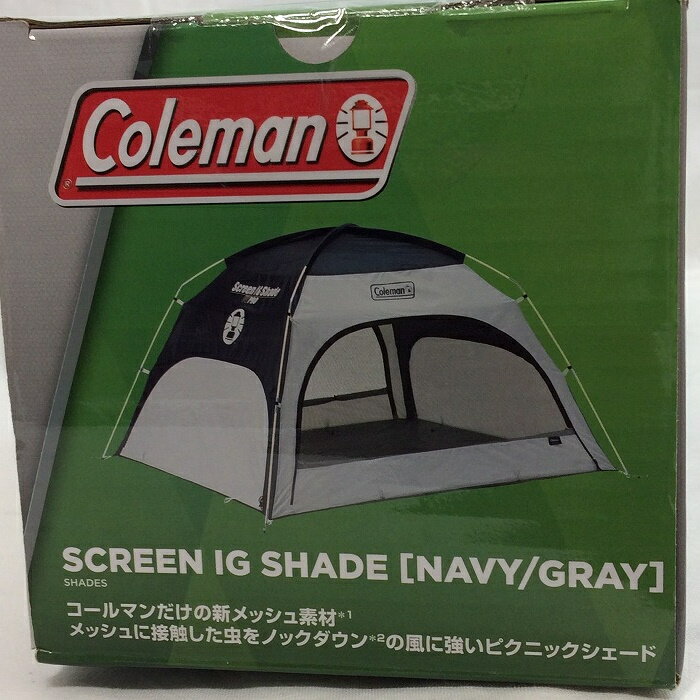 Coleman
®
Screen IG Shade
Coleman
SCREEN IG SHADE [NAVY/GRAY]
SHADES
コールマンだけの新メッシュ素材*1
メッシュに接触した虫をノックダウン*2の風に強いピクニックシェード